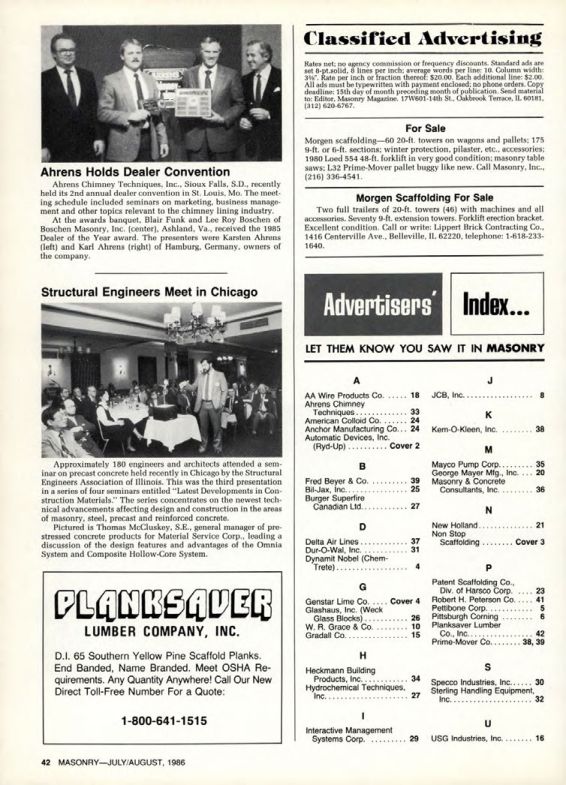 Ahrens Holds Dealer Convention
Ahrens Chimney Techniques, Inc., Sioux Falls, S.D., recently
held its 2nd annual dealer convention in St. Louis, Mo. The meet-
ing schedule included seminars on marketing, business manage-
ment and other topics relevant to the chimney lining industry.
At the awards banquet, Blair Funk and Lee Roy Boschen of
Boschen Masonry, Inc. (center), Ashland, Va., received the 1985
Dealer of the Year award. The presenters were Karsten Ahrens
(left) and Karl Ahrens (right) of Hamburg, Germany, owners of
the company.
Structural Engineers Meet in Chicago
Approximately 180 engineers and architects attended a sem-
inar on precast concrete held recently in Chicago by the Structural
Engineers Association of Illinois. This was the third presentation
in a series of four seminars entitled "Latest Developments in Con-
struction Materials." The series concentrates on the newest tech-
nical advancements affecting design and construction in the areas
of masonry, steel, precast and reinforced concrete.
Pictured is Thomas McCluskey, S.E., general manager of pre-
stressed concrete products for Material Service Corp., leading a
discussion of the design features and advantages of the Omnia
System and Composite Hollow-Core System.
PLANKSAVER
LUMBER COMPANY, INC.
D.I. 65 Southern Yellow Pine Scaffold Planks.
End Banded, Name Branded. Meet OSHA Re-
quirements. Any Quantity Anywhere! Call Our New
Direct Toll-Free Number For a Quote:
1-800-641-1515
42 MASONRY—JULY/AUGUST, 1986
Classified Advertising
Rates net; no agency commission or frequency discounts. Standard ads are
set 8-pt.solid, 8 lines per inch; average words per line: 10. Column width:
3⅜". Rate per inch or fraction thereof: $20.00. Each additional line: $2.00.
All ads must be typewritten with payment enclosed; no phone orders. Copy
deadline: 15th day of month preceding month of publication. Send material
to: Editor, Masonry Magazine, 17W601-14th St., Oakbrook Terrace, IL 60181,
(312) 620-6767.
For Sale
Morgen scaffolding—60 20-ft. towers on wagons and pallets; 175
9-ft. or 6-ft. sections; winter protection, pilaster, etc., accessories;
1980 Loed 554 48-ft. forklift in very good condition; masonry table
saws; L32 Prime-Mover pallet buggy like new. Call Masonry, Inc.,
(216) 336-4541.
Morgen Scaffolding For Sale
Two full trailers of 20-ft. towers (46) with machines and all
accessories. Seventy 9-ft. extension towers. Forklift erection bracket.
Excellent condition. Call or write: Lippert Brick Contracting Co.,
1416 Centerville Ave., Belleville, IL 62220, telephone: 1-618-233-
1640.
Advertisers' Index...
LET THEM KNOW YOU SAW IT IN MASONRY
A
AA Wire Products Co. ..... 18
Ahrens Chimney
Techniques ............ 33
American Colloid Co. ...... 24
Anchor Manufacturing Co. .. 24
Automatic Devices, Inc.
(Ryd-Up) .......... Cover 2
B
Fred Beyer & Co. ......... 39
Bil-Jax, Inc. ............. 25
Burger Superfire
Canadian Ltd. .......... 27
D
Delta Air Lines ........... 37
Dur-O-Wal, Inc. .......... 31
Dynamit Nobel (Chem-
Trete) ................. 4
G
Genstar Lime Co. .... Cover 4
Glashaus, Inc. (Weck
Glass Blocks) .......... 26
W. R. Grace & Co. ........ 10
Gradall Co. .............. 15
H
Heckmann Building
Products, Inc. .......... 34
Hydrochemical Techniques,
Inc. ................... 27
I
Interactive Management
Systems Corp. ......... 29
J
JCB, Inc. ................. 8
K
Kem-O-Kleen, Inc. ........ 38
M
Mayco Pump Corp. ........ 35
George Mayer Mfg., Inc. ... 20
Masonry & Concrete
Consultants, Inc. ........ 36
N
New Holland ............. 21
Non Stop
Scaffolding ........ Cover 3
P
Patent Scaffolding Co.,
Div. of Harsco Corp. .... 23
Robert H. Peterson Co. .... 41
Pettibone Corp. ........... 5
Pittsburgh Corning ....... 6
Planksaver Lumber
Co., Inc. ............... 42
Prime-Mover Co. ...... 38, 39
S
Specco Industries, Inc. ..... 30
Sterling Handling Equipment,
Inc. ................... 32
U
USG Industries, Inc. ....... 16